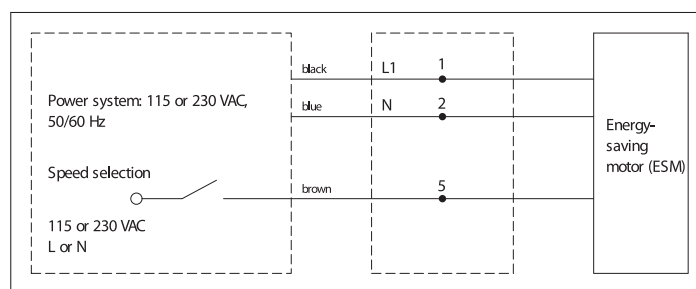 black
L1
1
Power system: 115 or 230 VAC,
50/60 Hz
blue
N
2
Energy-
saving
motor (ESM)
Speed selection
brown
5
115 or 230 VAC
L or N